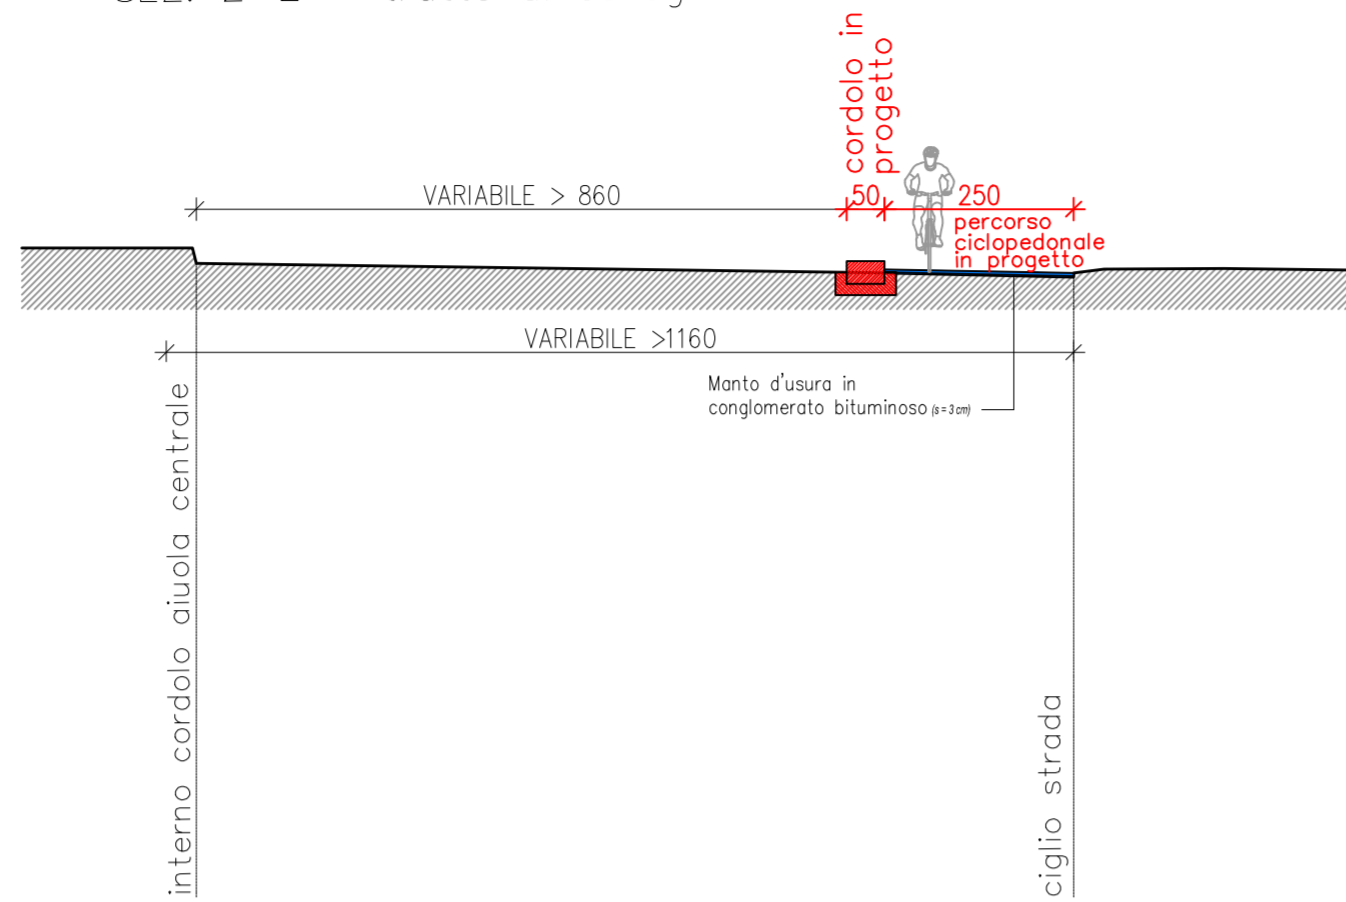 cordolo in
progetto
VARIABILE > 860
50
250
percorso
ciclopedonale
in progetto
VARIABILE >1160
Manto d'usura in
conglomerato bituminoso (s=3cm)
interno cordolo aiuola centrale
ciglio strada